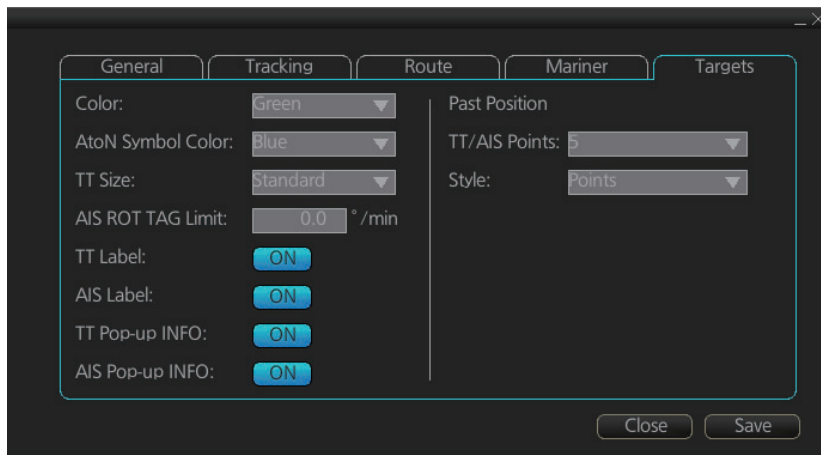 General Tracking Route Mariner Targets
Color: Green
AtoN Symbol Color: Blue
TT Size: Standard
AIS ROT TAG Limit: 0.0 °/min
TT Label: ON
AIS Label: ON
TT Pop-up INFO: ON
AIS Pop-up INFO: ON
Past Position
TT/AIS Points: 5
Style: Points
Close Save